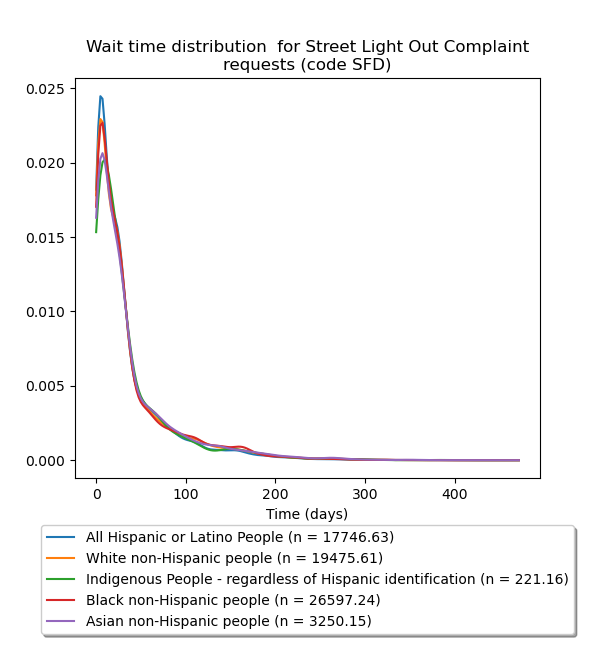 Wait time distribution  for Street Light Out Complaint
requests (code SFD)
0.025
0.020
0.015
0.010
0.005
0.000
0 100 200 300 400
Time (days)
All Hispanic or Latino People (n = 17746.63)
White non-Hispanic people (n = 19475.61)
Indigenous People - regardless of Hispanic identification (n = 221.16)
Black non-Hispanic people (n = 26597.24)
Asian non-Hispanic people (n = 3250.15)